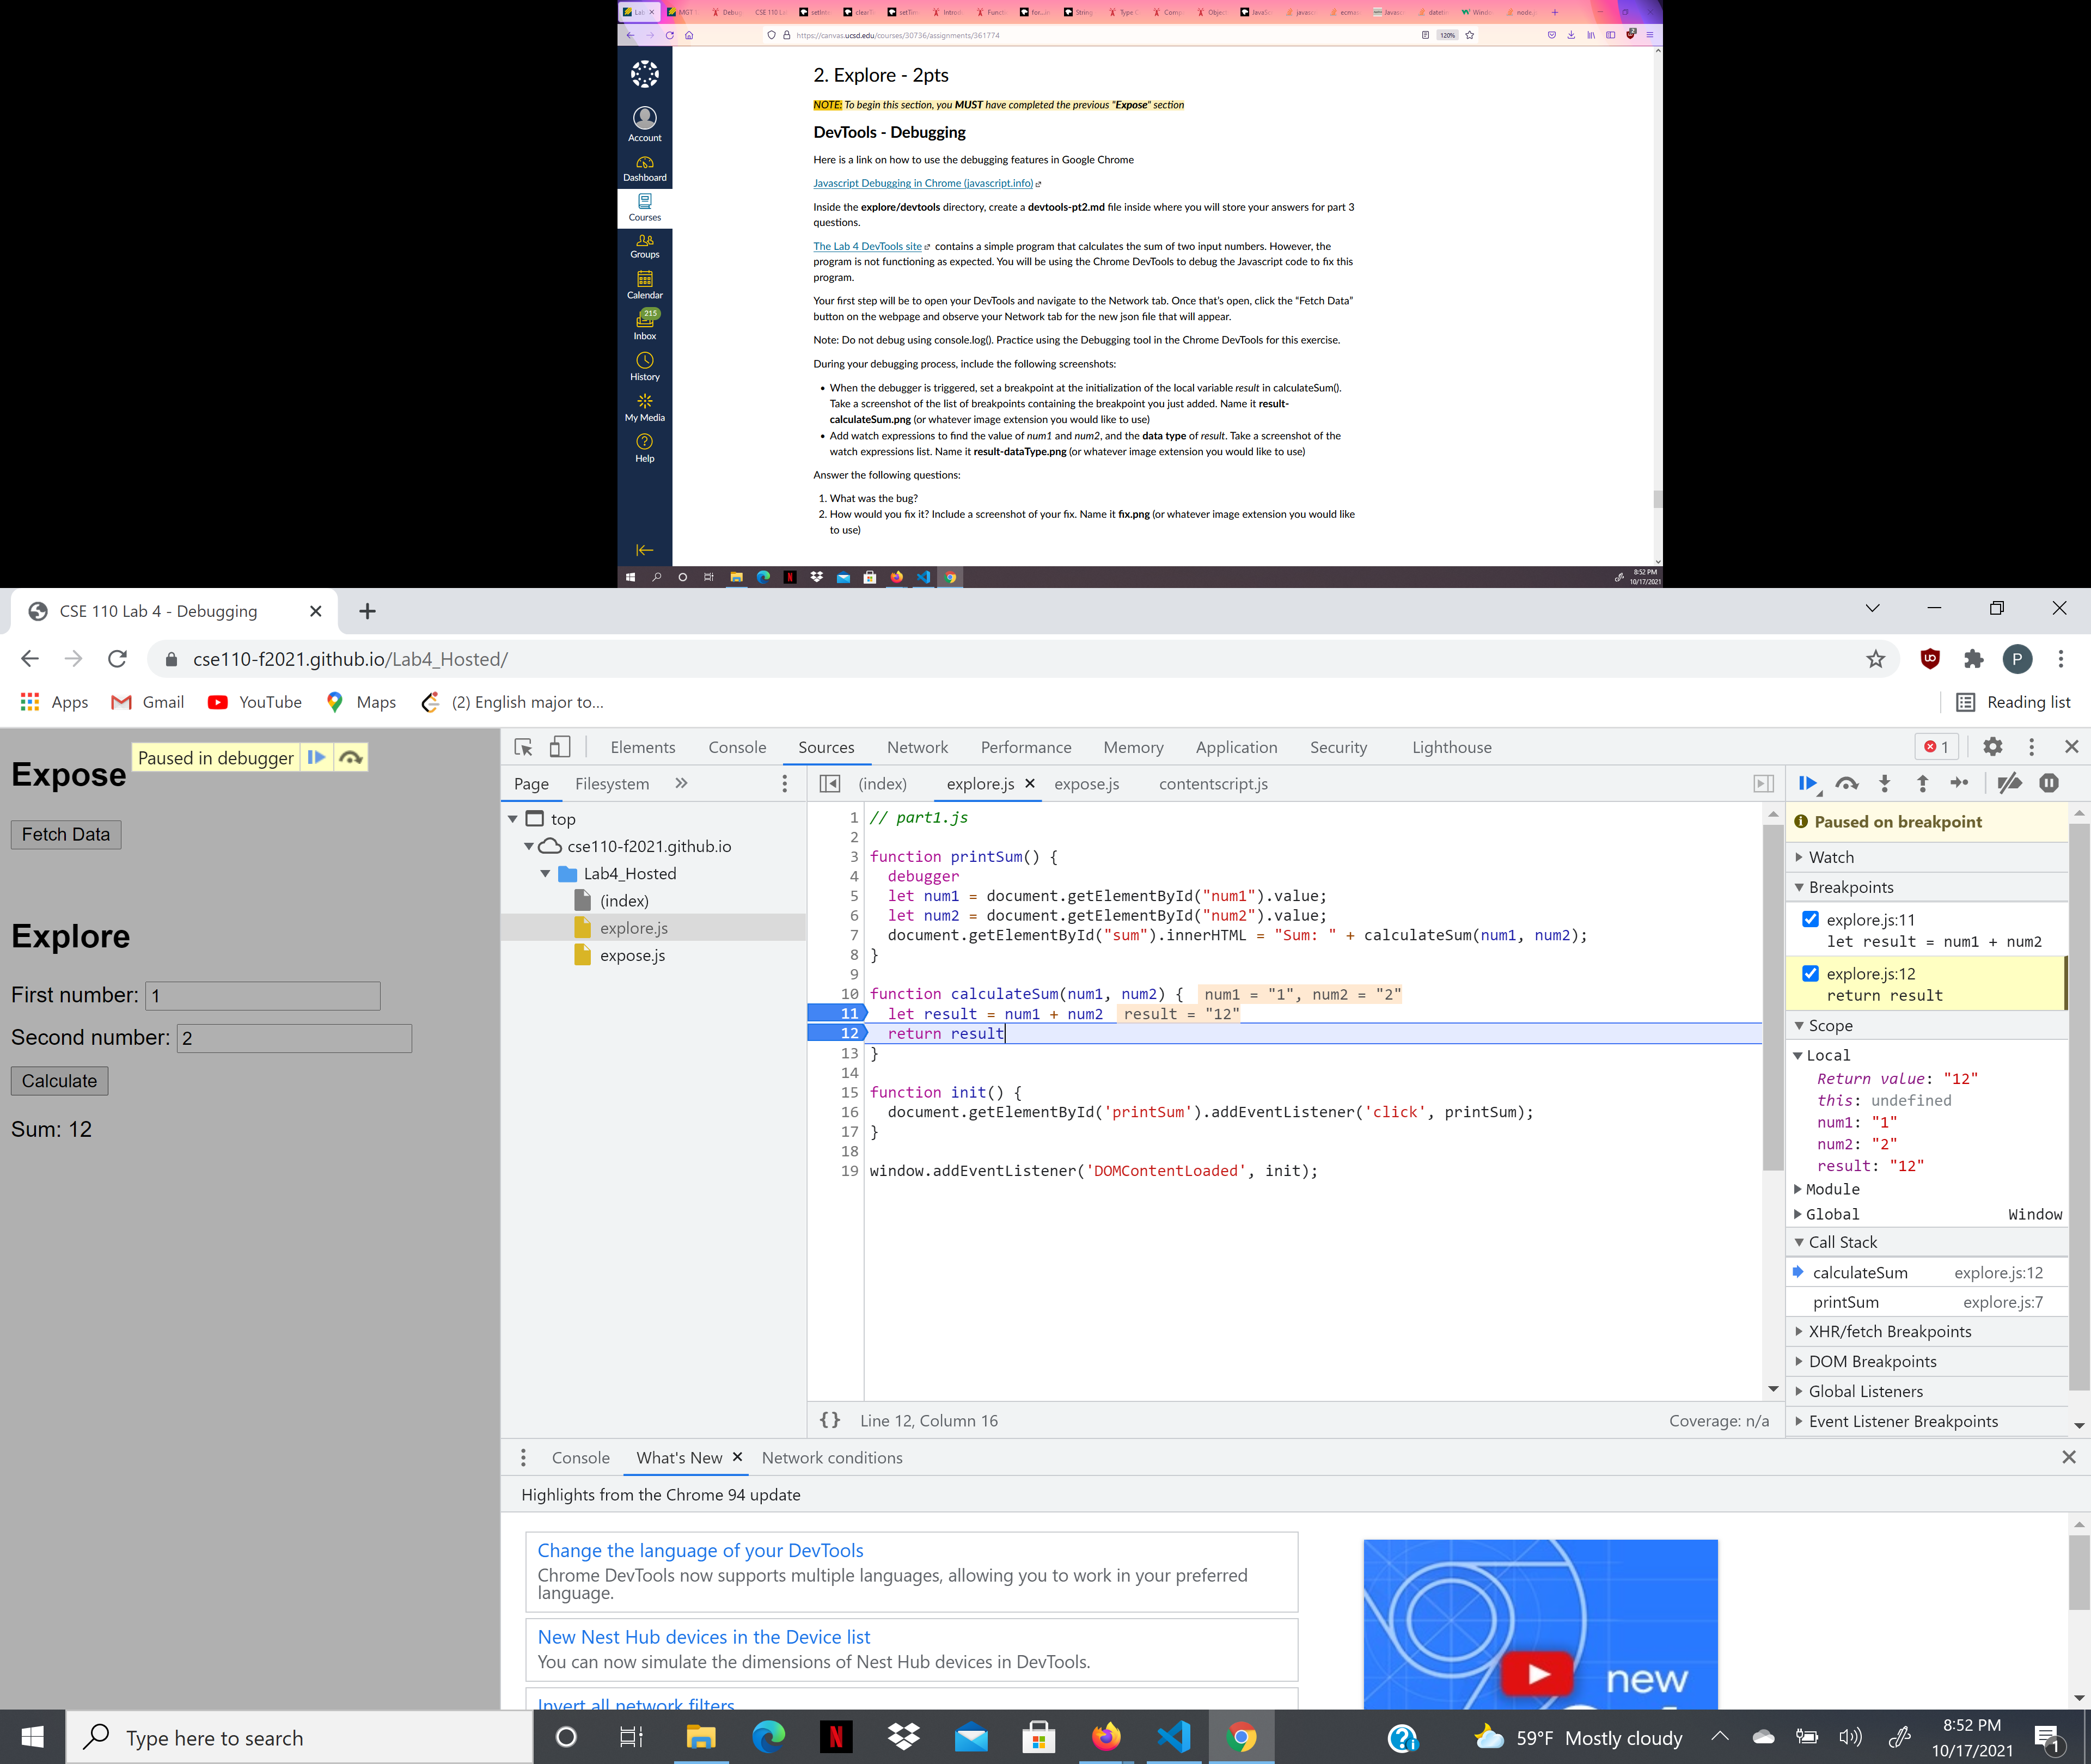 Lab
MGT
Debug
CSE 110 La
setInte
clearT
setTim
Introd
Functi
for...in
String
Type C
Comp
Object
JavaSc
javasc
ecmas
Javasc
dateti
Windo
node.js
https://canvas.ucsd.edu/courses/30736/assignments/361774
120%
Account
Dashboard
Courses
Groups
Calendar
215
Inbox
History
My Media
Help
2. Explore - 2pts
NOTE: To begin this section, you MUST have completed the previous "Expose" section
DevTools - Debugging
Here is a link on how to use the debugging features in Google Chrome
Javascript Debugging in Chrome (javascript.info)
Inside the explore/devtools directory, create a devtools-pt2.md file inside where you will store your answers for part 3
questions.
The Lab 4 DevTools site contains a simple program that calculates the sum of two input numbers. However, the
program is not functioning as expected. You will be using the Chrome DevTools to debug the Javascript code to fix this
program.
Your first step will be to open your DevTools and navigate to the Network tab. Once that's open, click the "Fetch Data"
button on the webpage and observe your Network tab for the new json file that will appear.
Note: Do not debug using console.log(). Practice using the Debugging tool in the Chrome DevTools for this exercise.
During your debugging process, include the following screenshots:
• When the debugger is triggered, set a breakpoint at the initialization of the local variable result in calculateSum().
Take a screenshot of the list of breakpoints containing the breakpoint you just added. Name it result-
calculateSum.png (or whatever image extension you would like to use)
• Add watch expressions to find the value of num1 and num2, and the data type of result. Take a screenshot of the
watch expressions list. Name it result-dataType.png (or whatever image extension you would like to use)
Answer the following questions:
1. What was the bug?
2. How would you fix it? Include a screenshot of your fix. Name it fix.png (or whatever image extension you would like
to use)
8:52 PM
10/17/2021
CSE 110 Lab 4 - Debugging
cse110-f2021.github.io/Lab4_Hosted/
P
Apps
Gmail
YouTube
Maps
(2) English major to...
Reading list
Expose
Paused in debugger
Fetch Data
Explore
First number: 1
Second number: 2
Calculate
Sum: 12
Elements
Console
Sources
Network
Performance
Memory
Application
Security
Lighthouse
1
Page
Filesystem
top
cse110-f2021.github.io
Lab4_Hosted
(index)
explore.js
expose.js
(index)
explore.js
expose.js
contentscript.js
1 // part1.js
2
3 function printSum() {
4 debugger
5 let num1 = document.getElementById("num1").value;
6 let num2 = document.getElementById("num2").value;
7 document.getElementById("sum").innerHTML = "Sum: " + calculateSum(num1, num2);
8 }
9
10 function calculateSum(num1, num2) { num1 = "1", num2 = "2"
11 let result = num1 + num2 result = "12"
12 return result
13 }
14
15 function init() {
16 document.getElementById('printSum').addEventListener('click', printSum);
17 }
18
19 window.addEventListener('DOMContentLoaded', init);
{} Line 12, Column 16
Coverage: n/a
Paused on breakpoint
Watch
Breakpoints
explore.js:11
let result = num1 + num2
explore.js:12
return result
Scope
Local
Return value: "12"
this: undefined
num1: "1"
num2: "2"
result: "12"
Module
Global Window
Call Stack
calculateSum explore.js:12
printSum explore.js:7
XHR/fetch Breakpoints
DOM Breakpoints
Global Listeners
Event Listener Breakpoints
Console
What's New
Network conditions
Highlights from the Chrome 94 update
Change the language of your DevTools
Chrome DevTools now supports multiple languages, allowing you to work in your preferred
language.
New Nest Hub devices in the Device list
You can now simulate the dimensions of Nest Hub devices in DevTools.
Invert all network filters
new
Type here to search
59°F Mostly cloudy
8:52 PM
10/17/2021
1